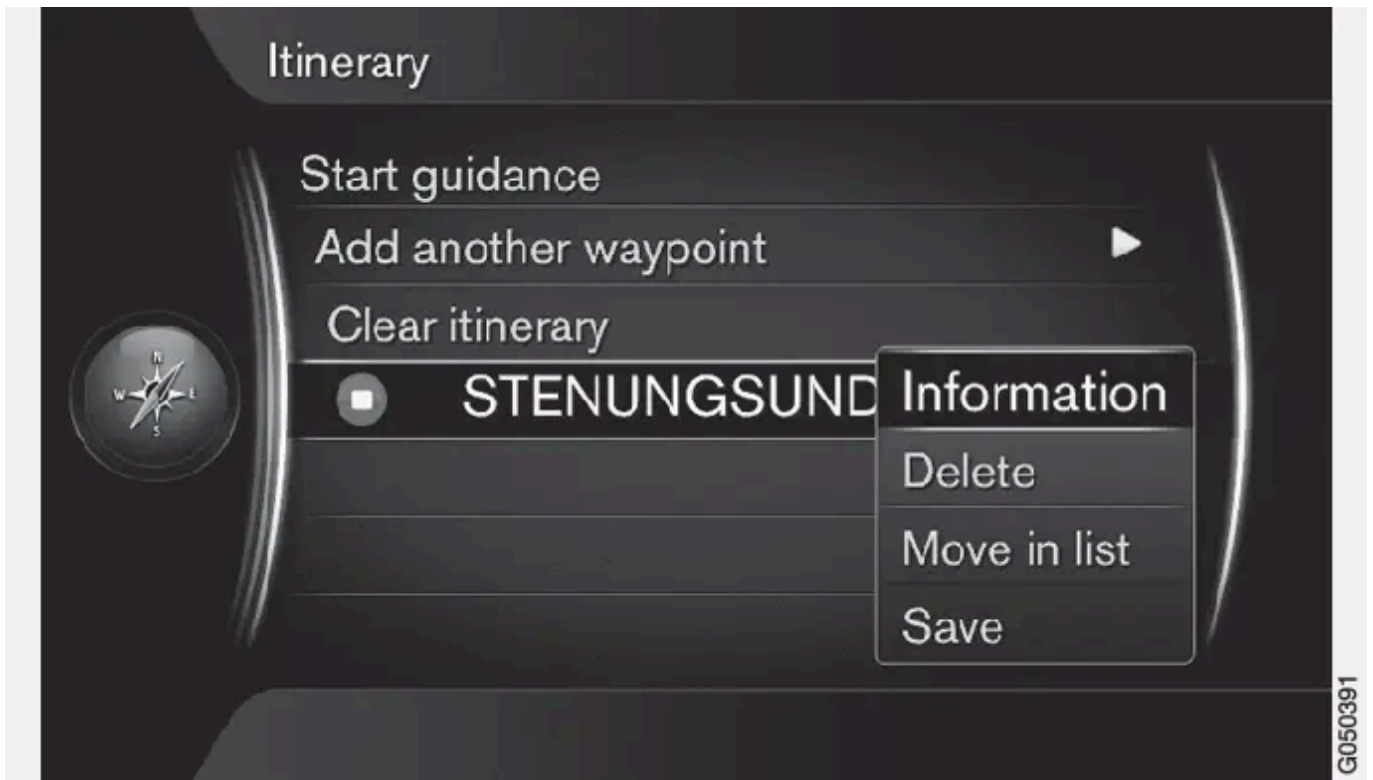 Itinerary
Start guidance
Add another waypoint
Clear itinerary
STENUNGSUND
Information
Delete
Move in list
Save
N
W
E
S
G050391